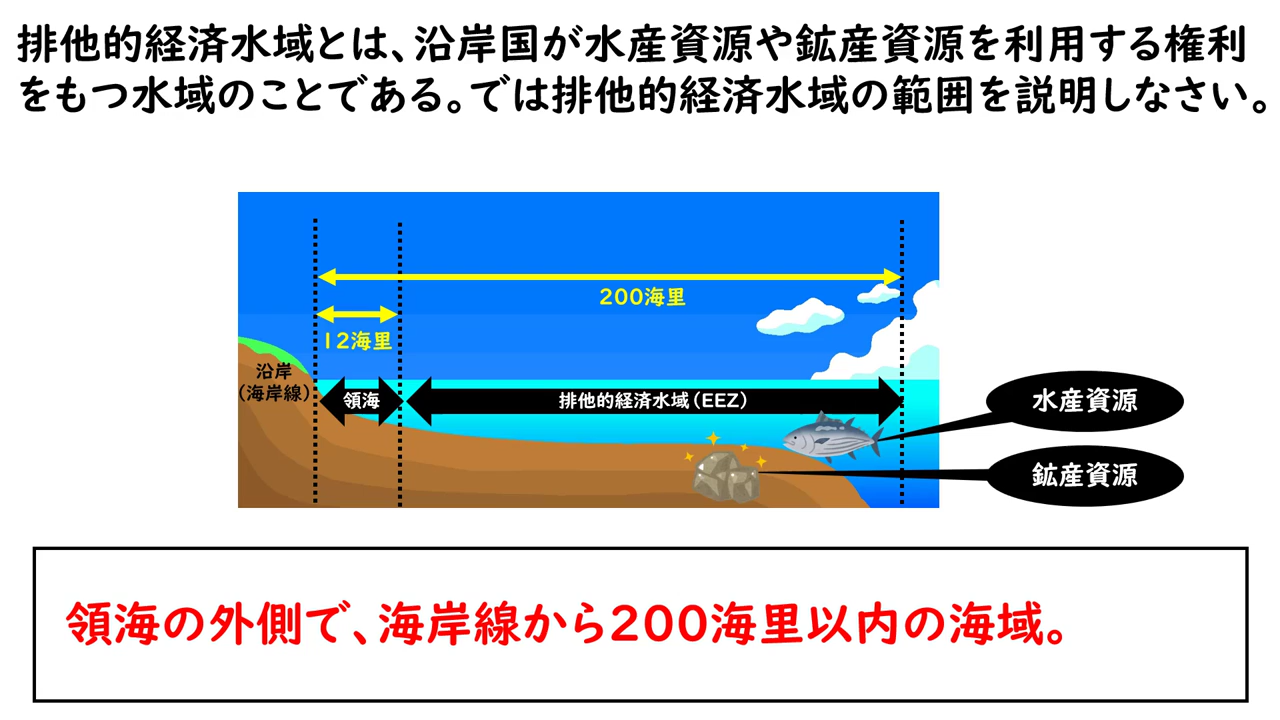 排他的経済水域とは、沿岸国が水産資源や鉱産資源を利用する権利
をもつ水域のことである。では排他的経済水域の範囲を説明しなさい。
200海里
12海里
沿岸
（海岸線）
領海
排他的経済水域（EEZ）
水産資源
鉱産資源
領海の外側で、海岸線から200海里以内の海域。